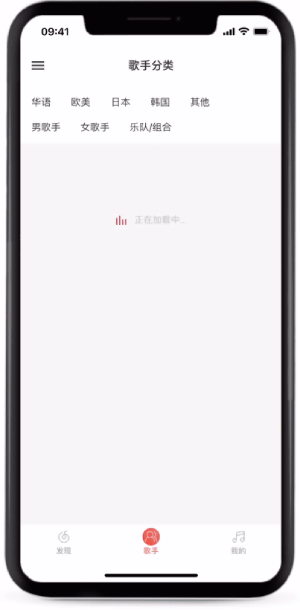 09:41
歌手分类
华语 欧美 日本 韩国 其他
男歌手 女歌手 乐队/组合
正在加载中...
发现 歌手 我的